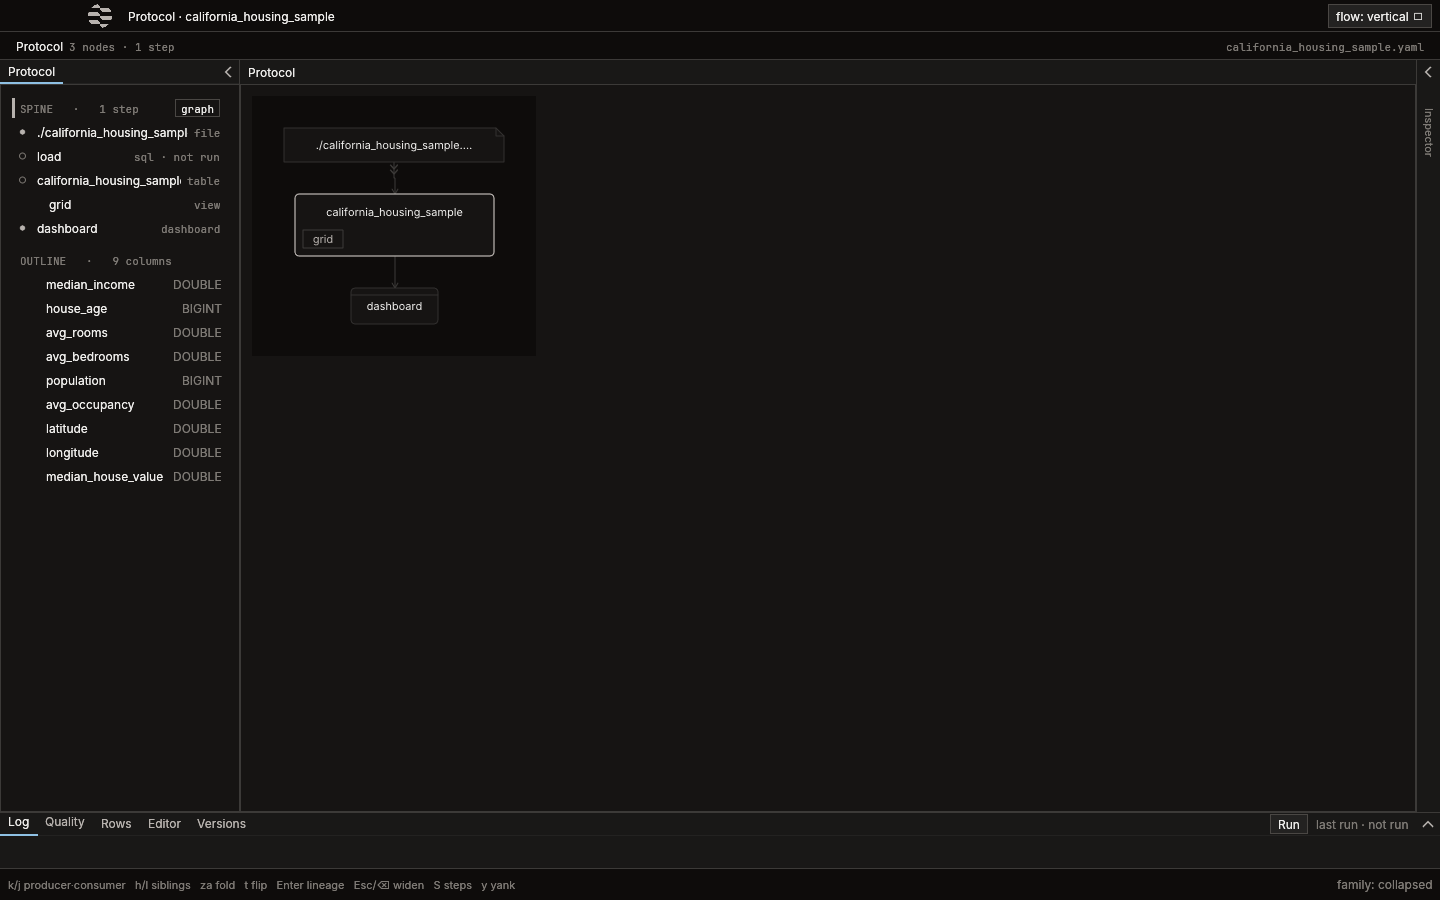 Protocol · california_housing_sample
flow: vertical
Protocol 3 nodes · 1 step
california_housing_sample.yaml
Protocol
Protocol
Inspector
SPINE · 1 step graph
./california_housing_sampl file
load sql · not run
california_housing_sampl table
grid view
dashboard dashboard
OUTLINE · 9 columns
median_income DOUBLE
house_age BIGINT
avg_rooms DOUBLE
avg_bedrooms DOUBLE
population BIGINT
avg_occupancy DOUBLE
latitude DOUBLE
longitude DOUBLE
median_house_value DOUBLE
./california_housing_sample....
california_housing_sample
grid
dashboard
Log Quality Rows Editor Versions
Run last run · not run
k/j producer·consumer h/l siblings za fold t flip Enter lineage Esc/⌫ widen S steps y yank
family: collapsed